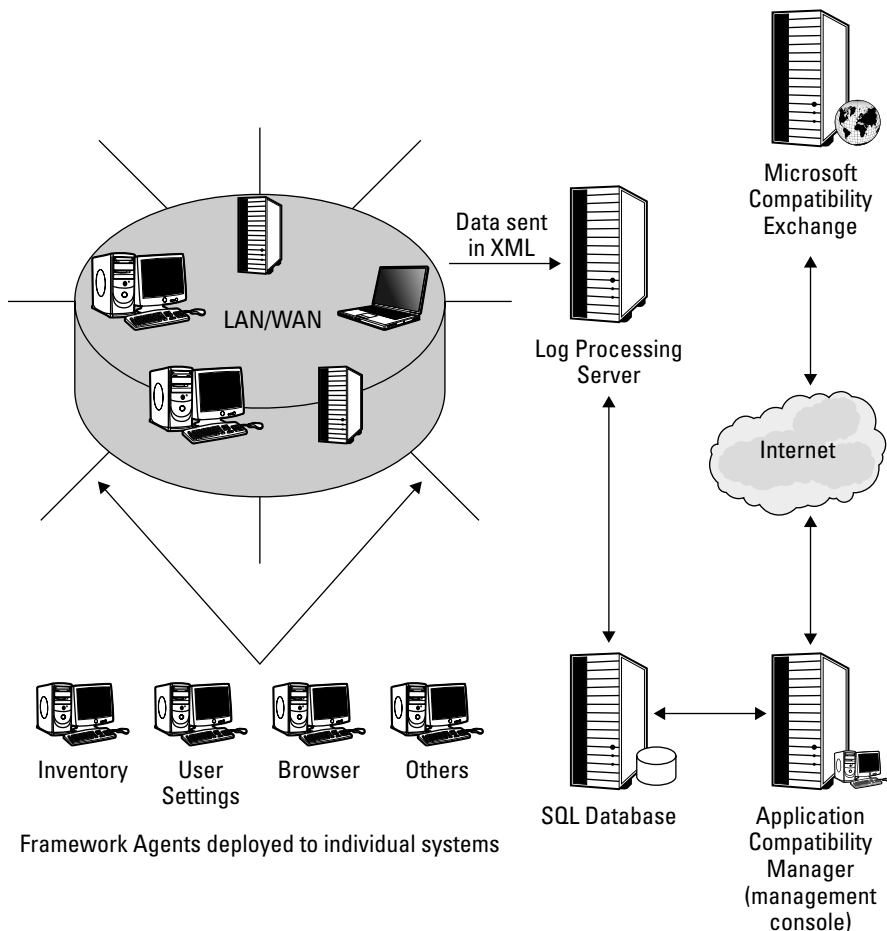 Microsoft
Compatibility
Exchange
Data sent
in XML
LAN/WAN
Log Processing
Server
Internet
Inventory
User
Settings
Browser
Others
Framework Agents deployed to individual systems
SQL Database
Application
Compatibility
Manager
(management
console)